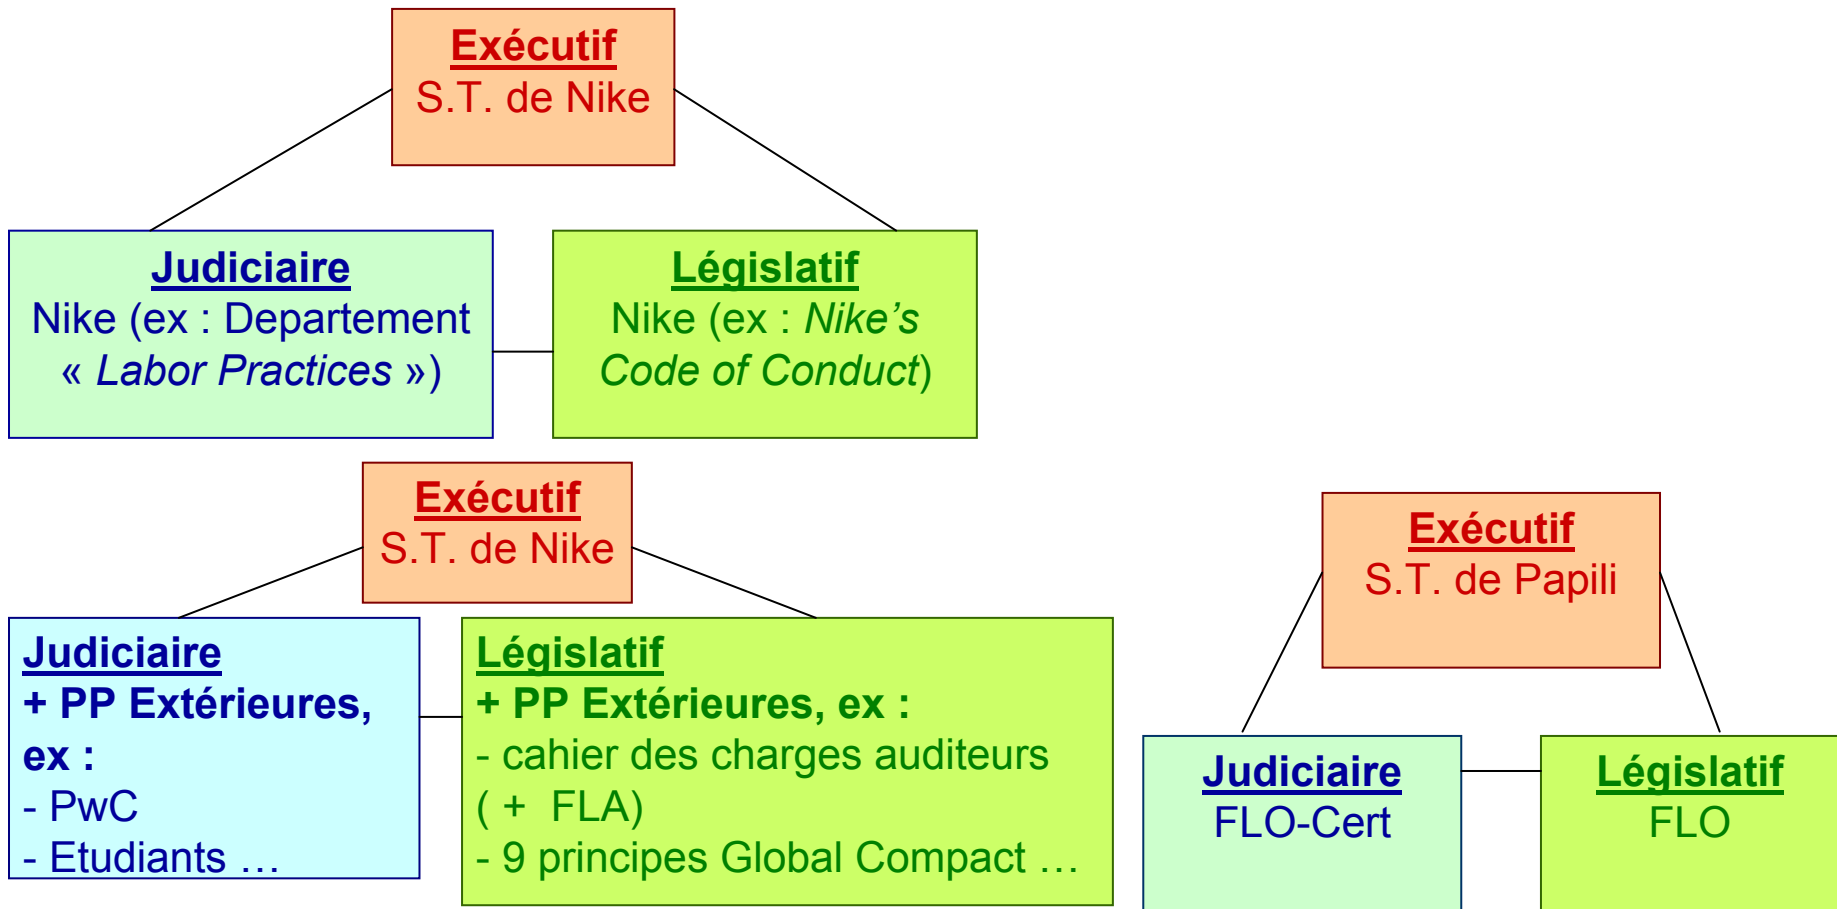 Exécutif
S.T. de Nike
Judiciaire
Nike (ex : Departement
« Labor Practices »)
Législatif
Nike (ex : Nike’s
Code of Conduct)
Exécutif
S.T. de Nike
Judiciaire
+ PP Extérieures,
ex :
- PwC
- Etudiants …
Législatif
+ PP Extérieures, ex :
- cahier des charges auditeurs
( + FLA)
- 9 principes Global Compact …
Exécutif
S.T. de Papili
Judiciaire
FLO-Cert
Législatif
FLO